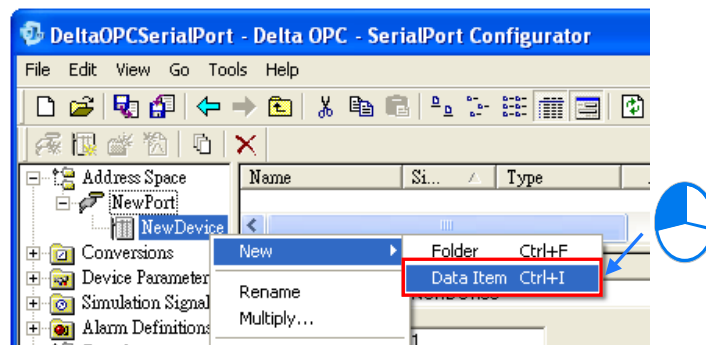 DeltaOPCSerialPort - Delta OPC - SerialPort Configurator
File Edit View Go Tools Help
Address Space
Name Si... Type
NewPort
NewDevice
Conversions
New
Folder Ctrl+F
Device Parameter
Data Item Ctrl+I
Simulation Signal
Rename
Alarm Definitions
Multiply...
1